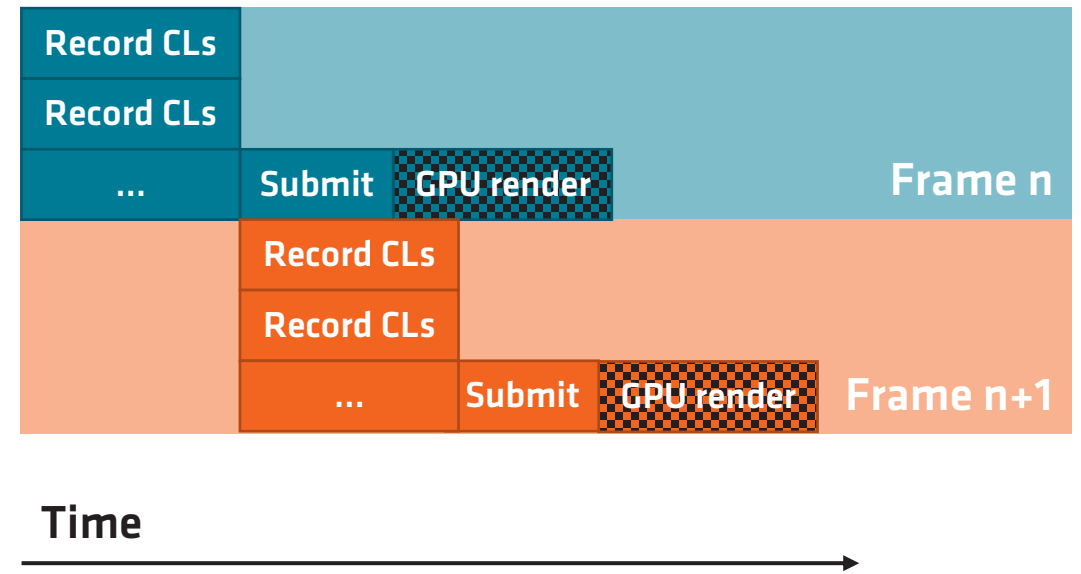 Record CLs
Record CLs
... Submit GPU render Frame n
Record CLs
Record CLs
... Submit GPU render Frame n+1
Time